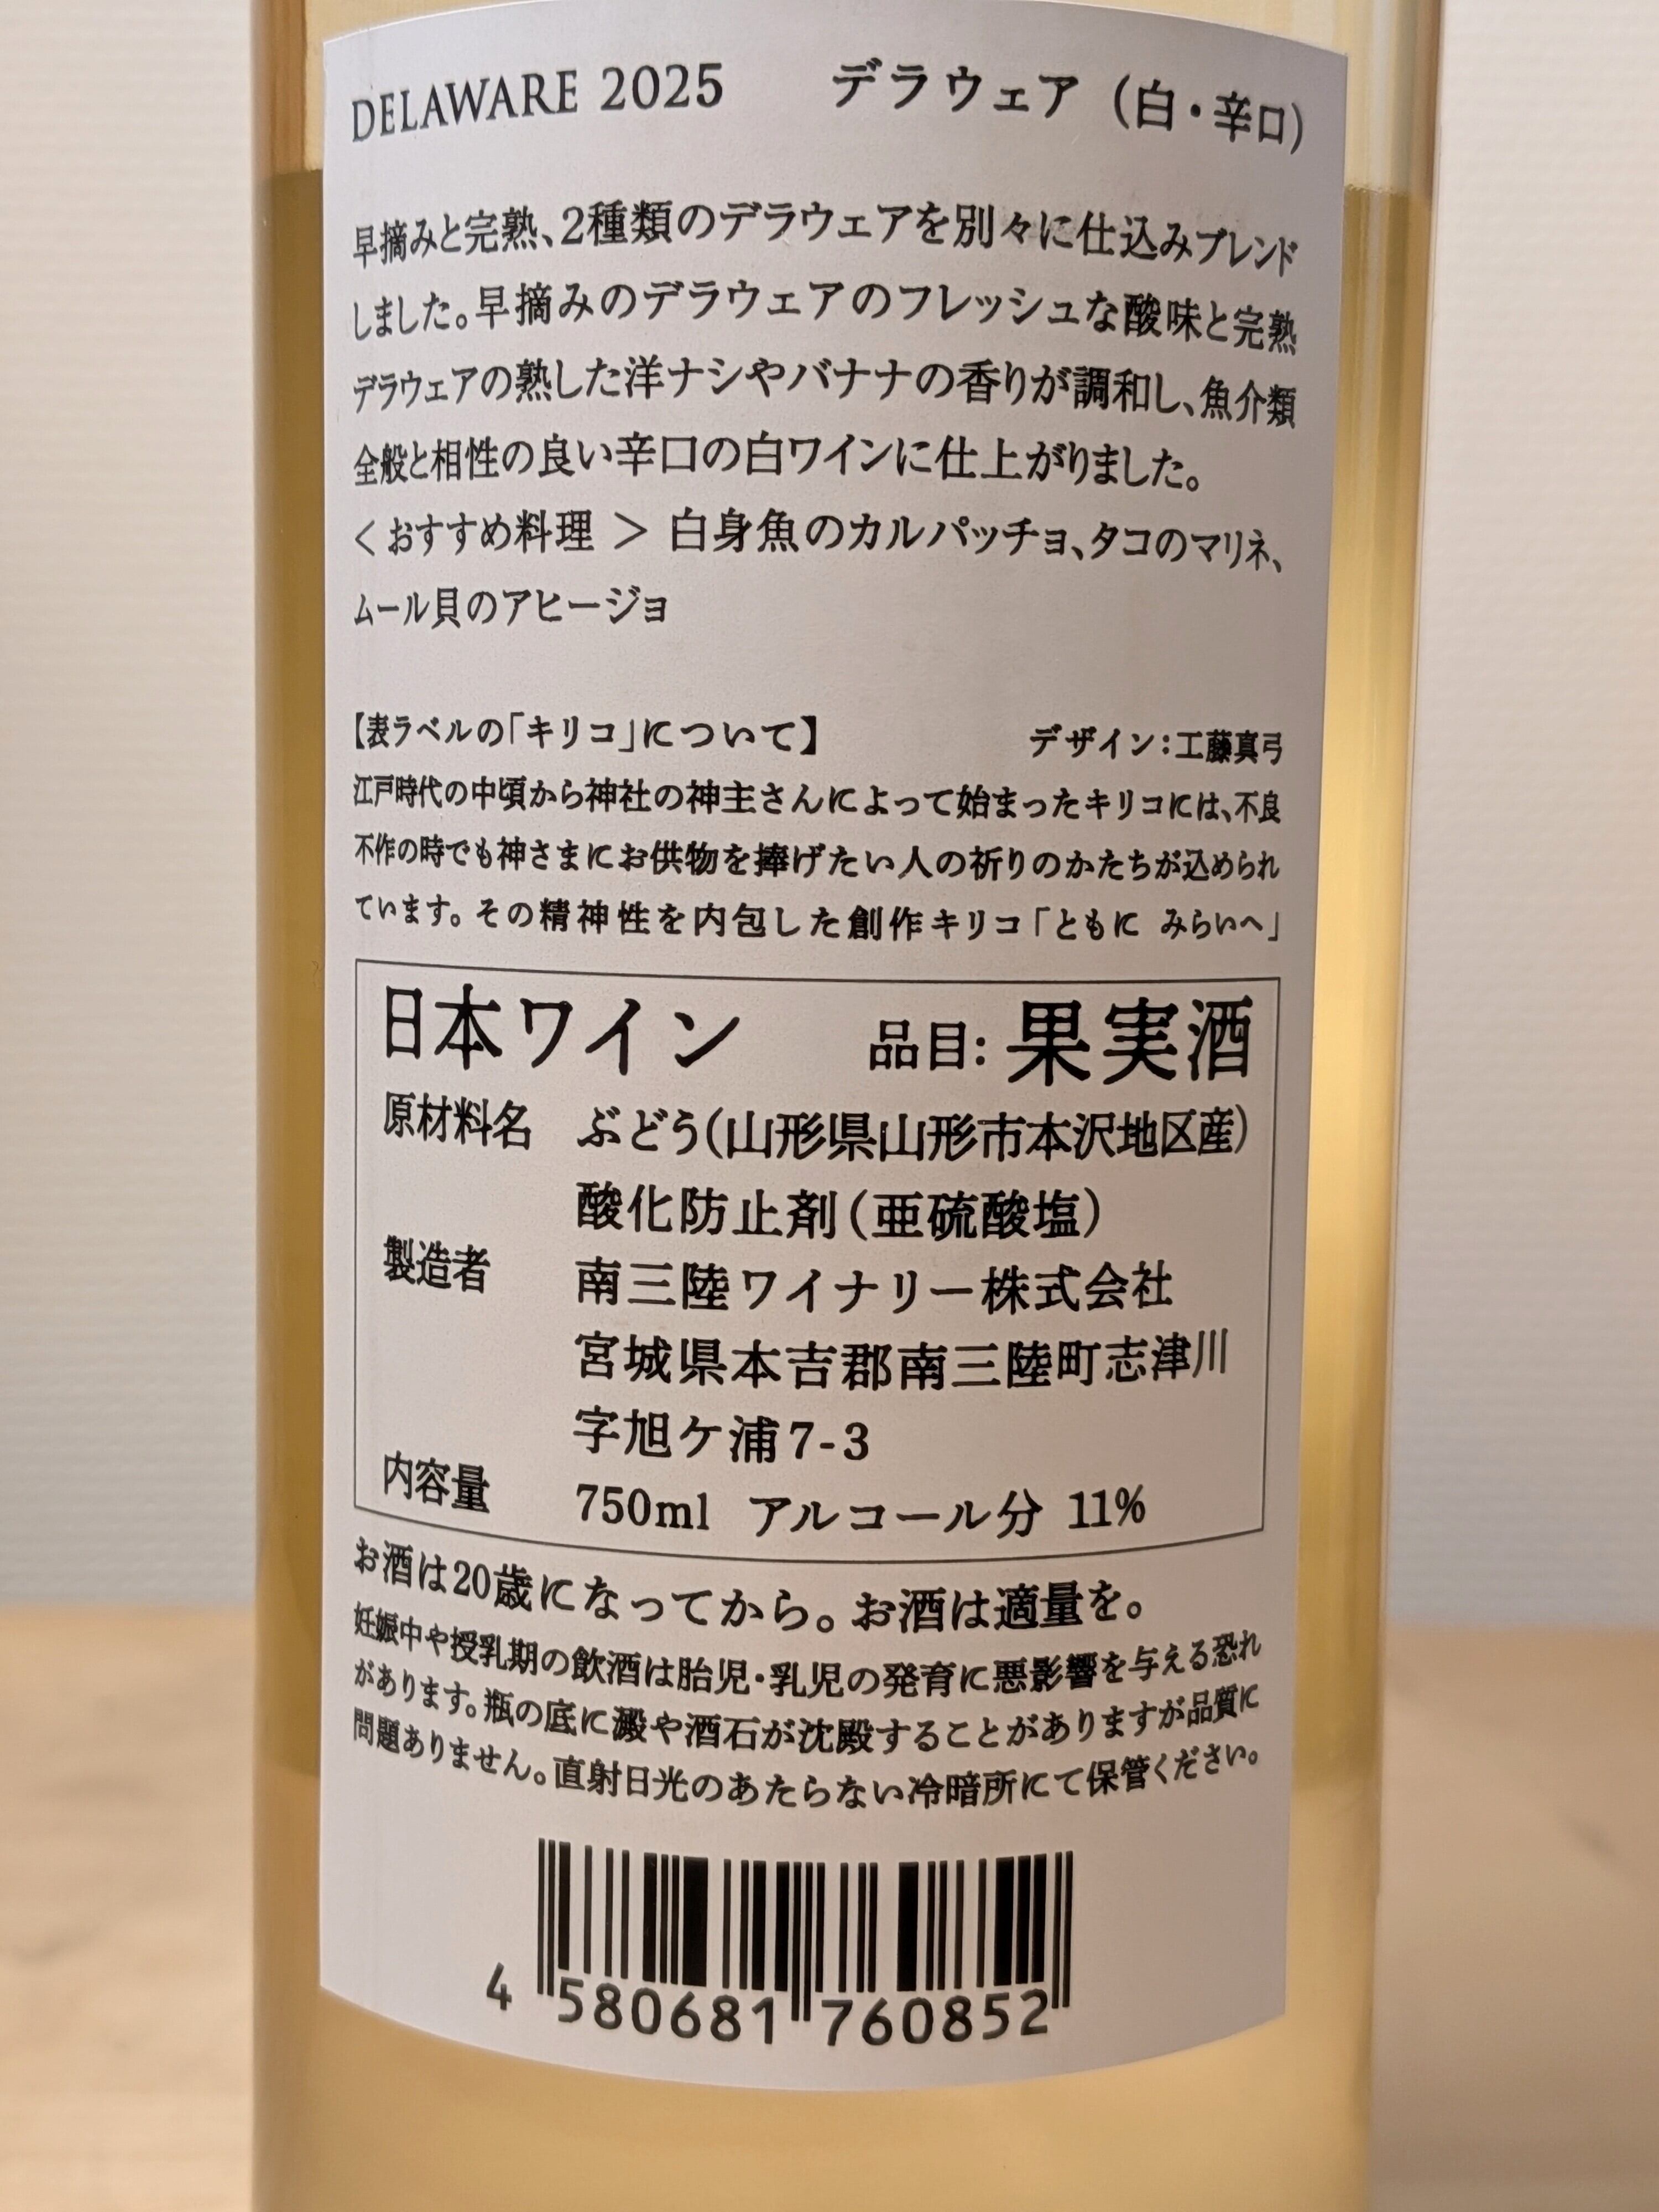 DELAWARE 2025 デラウェア（白・辛口）
早摘みと完熟、2種類のデラウェアを別々に仕込みブレンド
しました。早摘みのデラウェアのフレッシュな酸味と完熟
デラウェアの熟した洋ナシやバナナの香りが調和し、魚介類
全般と相性の良い辛口の白ワインに仕上がりました。
＜おすすめ料理 ＞ 白身魚のカルパッチョ、タコのマリネ、
ムール貝のアヒージョ
【表ラベルの「キリコ」について】 デザイン：工藤真弓
江戸時代の中頃から神社の神主さんによって始まったキリコには、不良
不作の時でも神さまにお供物を捧げたい人の祈りのかたちが込められ
ています。その精神性を内包した創作キリコ「ともに みらいへ」
日本ワイン 品目：果実酒
原材料名 ぶどう（山形県山形市本沢地区産）
酸化防止剤（亜硫酸塩）
製造者 南三陸ワイナリー株式会社
宮城県本吉郡南三陸町志津川
字旭ケ浦7-3
内容量 750ml アルコール分 11%
お酒は20歳になってから。お酒は適量を。
妊娠中や授乳期の飲酒は胎児・乳児の発育に悪影響を与える恐れ
があります。瓶の底に澱や酒石が沈殿することがありますが品質に
問題ありません。直射日光のあたらない冷暗所にて保管ください。
4 580681 760852